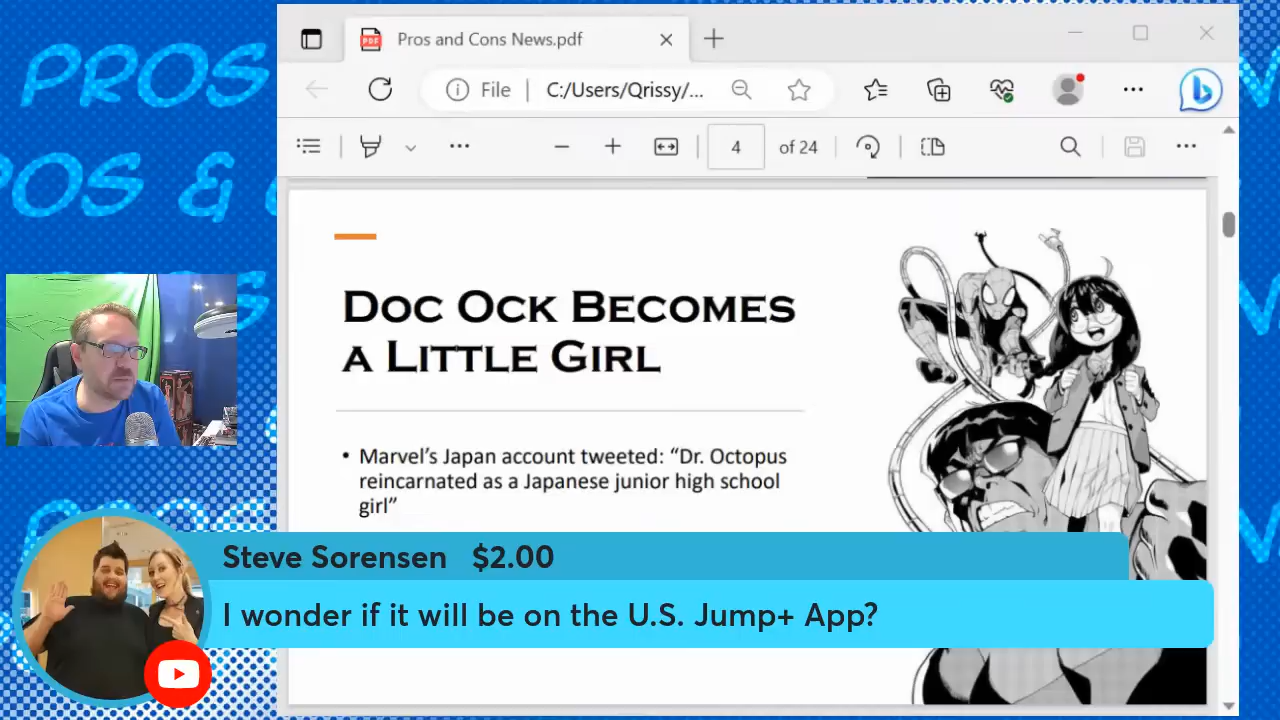 PROS
POS &
Pros and Cons News.pdf
File | C:/Users/Qrissy/...
4 of 24
DOC OCK BECOMES
A LITTLE GIRL
• Marvel's Japan account tweeted: "Dr. Octopus
reincarnated as a Japanese junior high school
girl"
Steve Sorensen $2.00
I wonder if it will be on the U.S. Jump+ App?